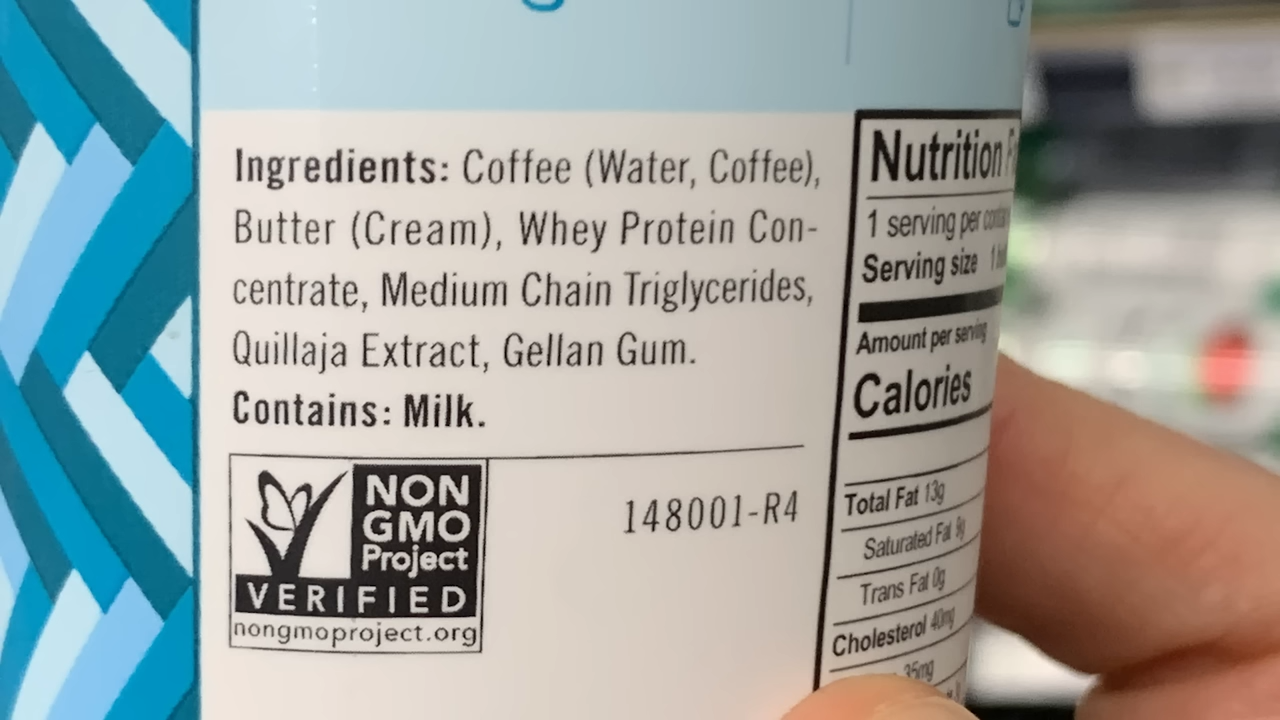 Ingredients: Coffee (Water, Coffee),
Butter (Cream), Whey Protein Con-
centrate, Medium Chain Triglycerides,
Quillaja Extract, Gellan Gum.
Contains: Milk.
NON
GMO
Project
VERIFIED
nongmoproject.org
148001-R4
Nutrition
1 serving per
Serving size 1
Amount per serving
Calories
Total Fat 13g
Saturated Fat 9g
Trans Fat 0g
Cholesterol 40mg
35mg